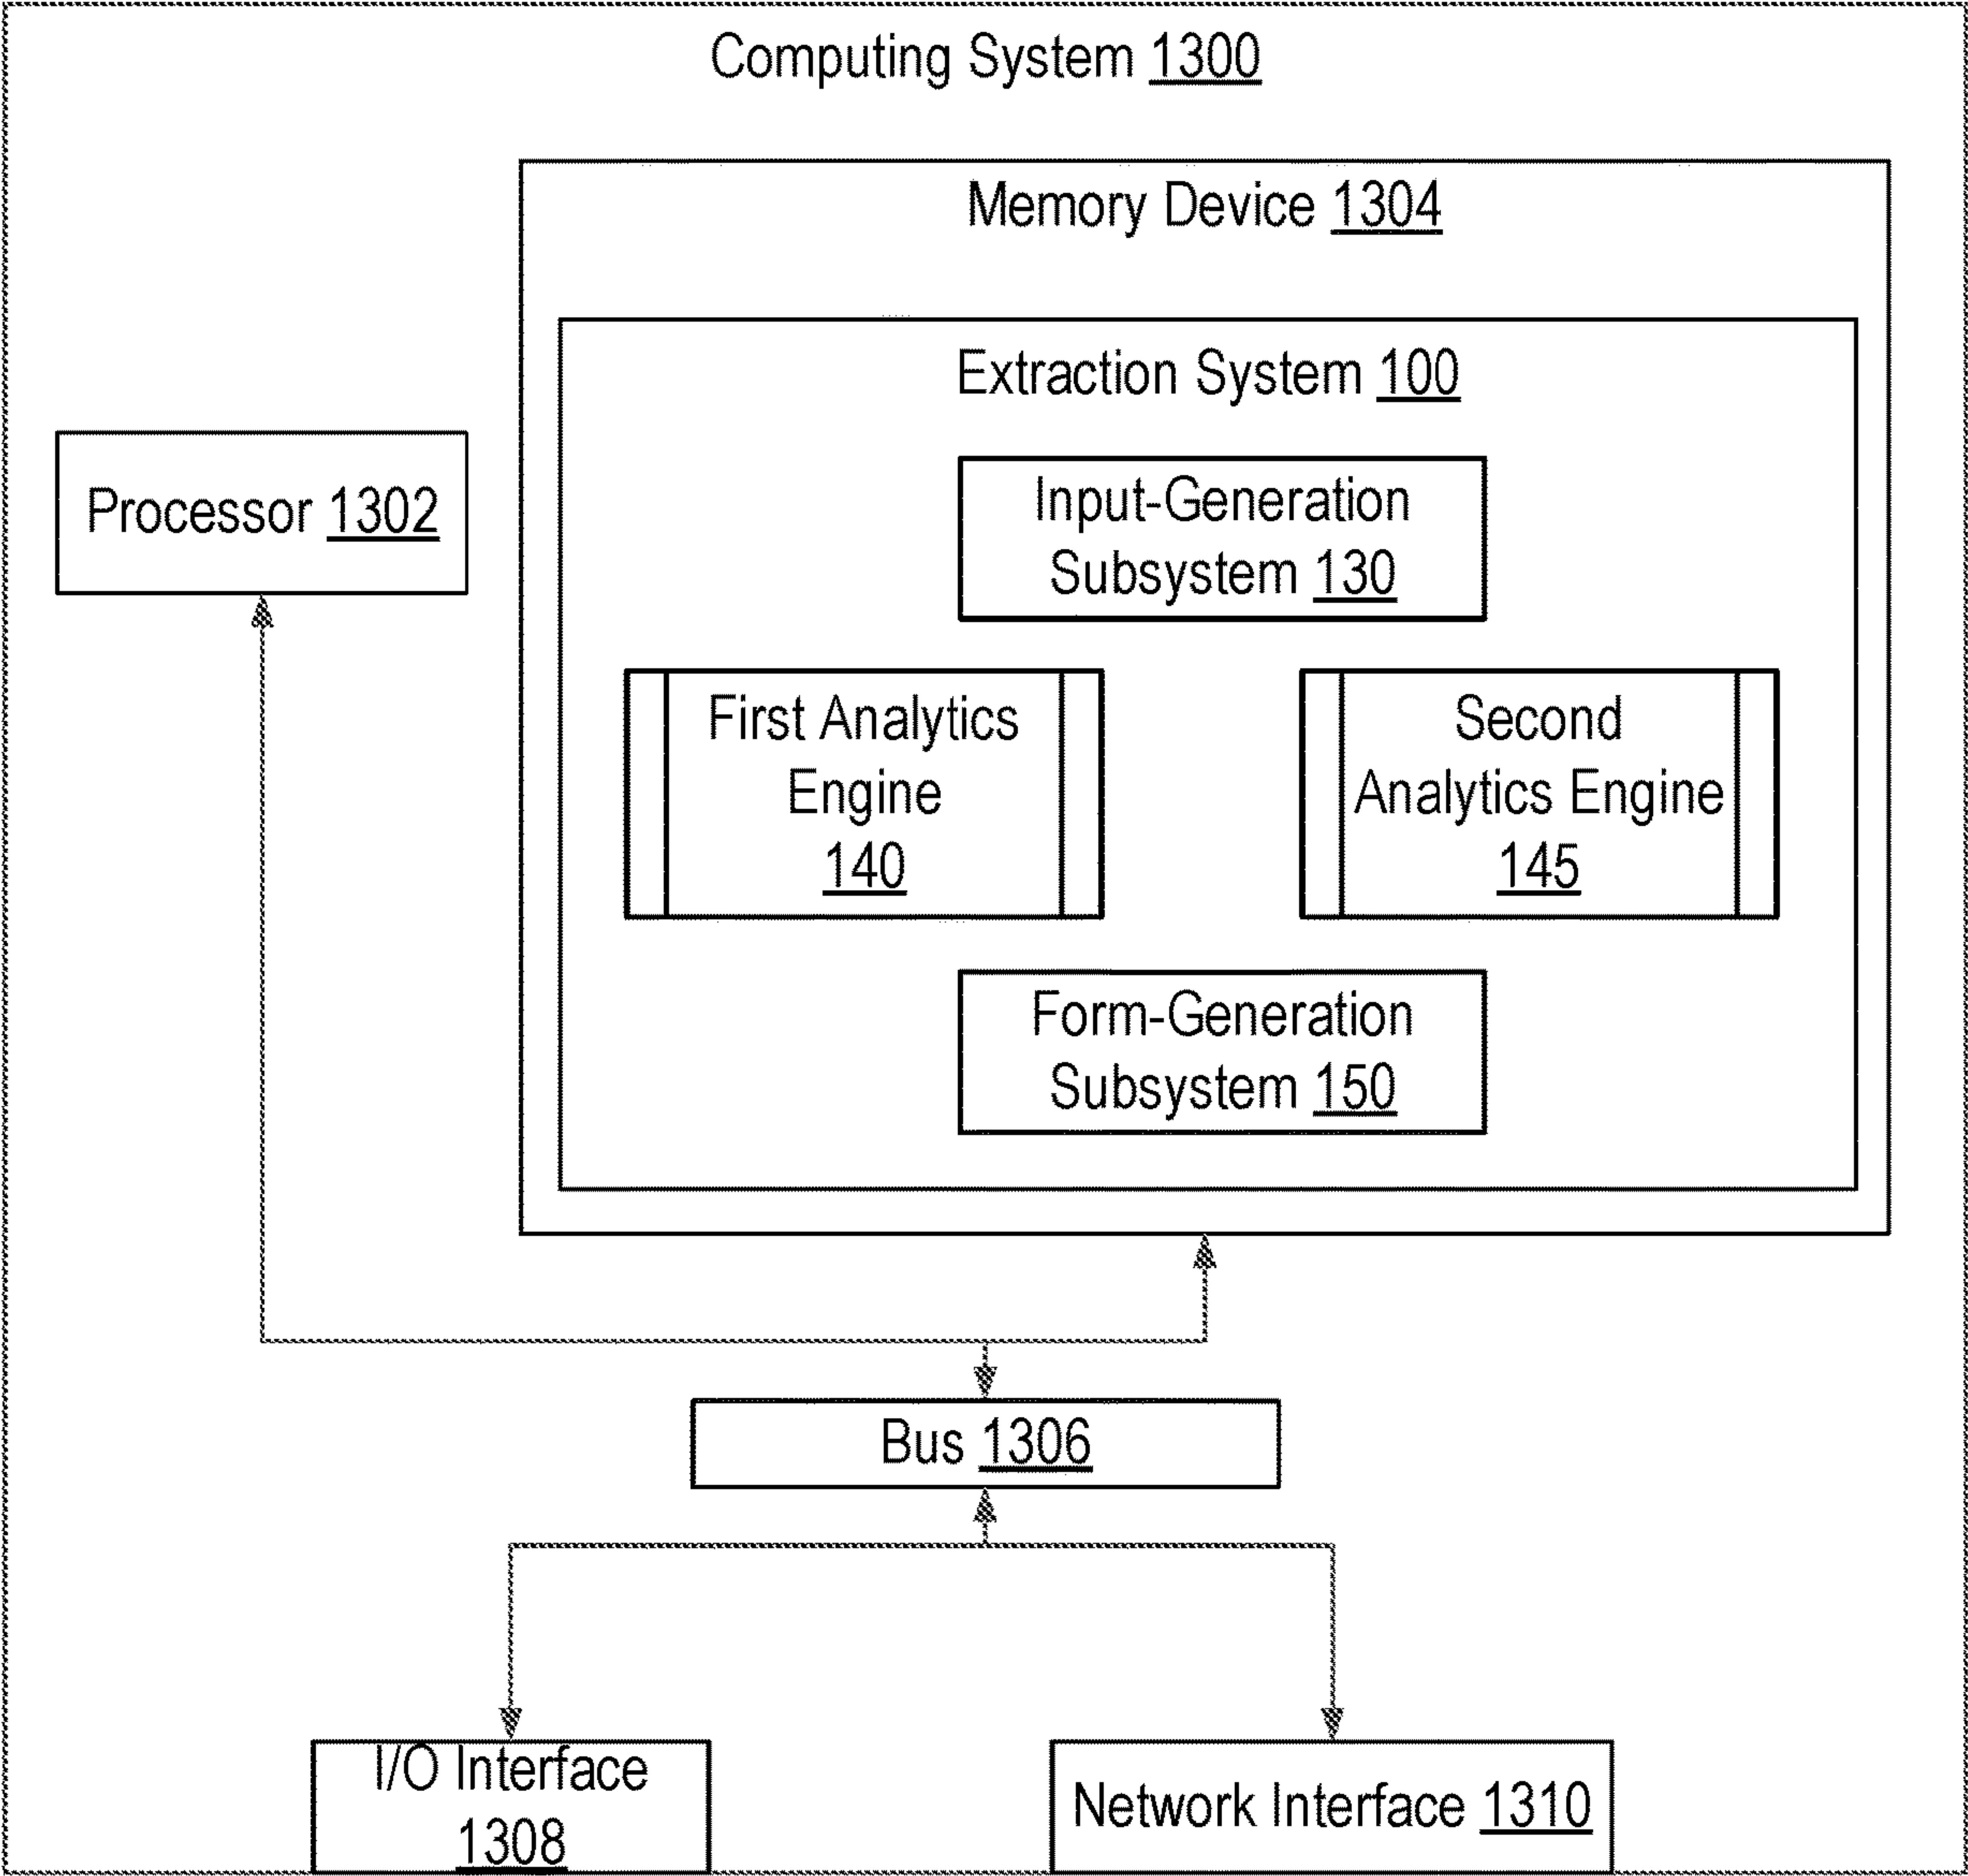 Computing System 1300
Memory Device 1304
Extraction System 100
Processor 1302
Input-Generation
Subsystem 130
First Analytics
Engine
140
Second
Analytics Engine
145
Form-Generation
Subsystem 150
Bus 1306
I/O Interface
1308
Network Interface 1310